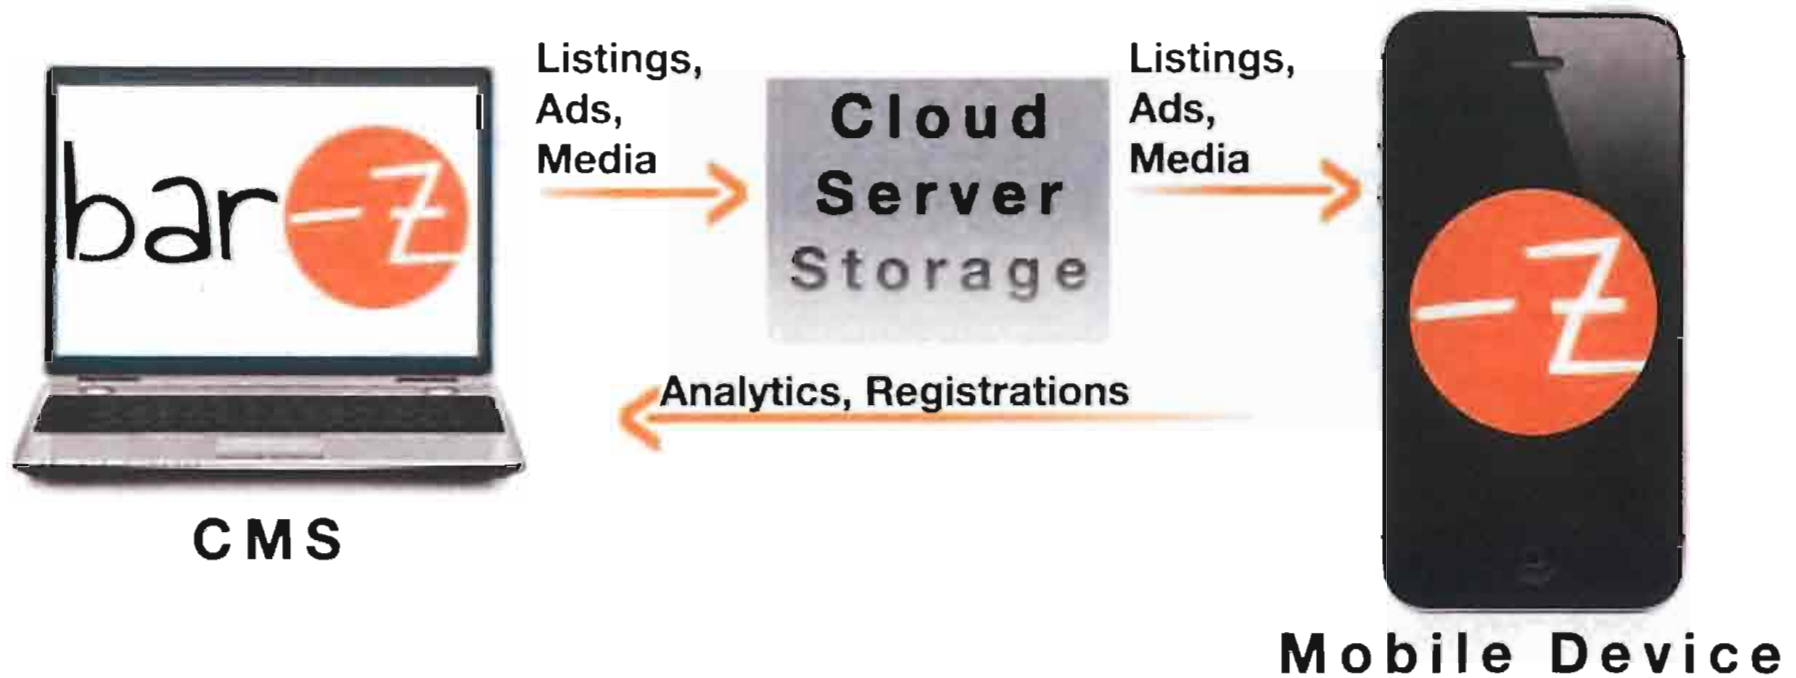 bar-Z
CMS
Listings,
Ads,
Media
Cloud
Server
Storage
Listings,
Ads,
Media
Analytics, Registrations
-Z
Mobile Device